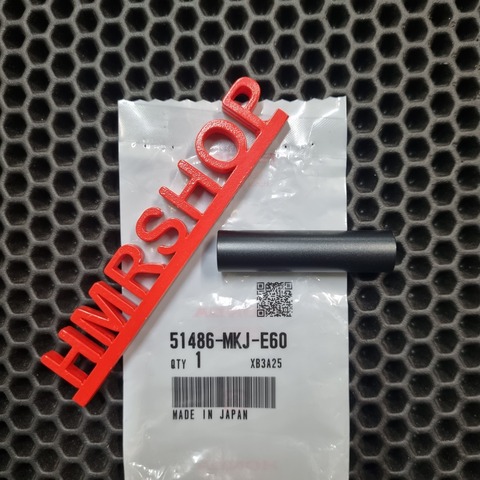 HMRSHOP
51486-MKJ-E60
QTY 1 XB3A25
MADE IN JAPAN